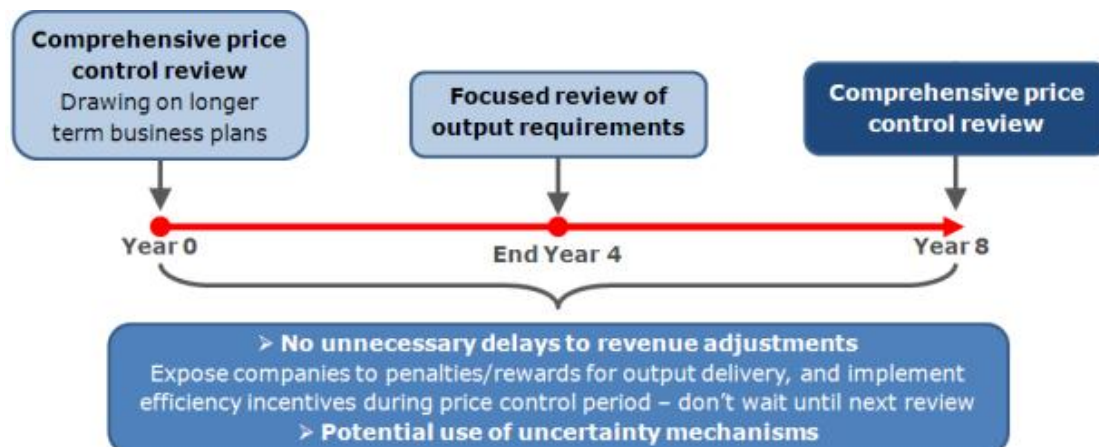 Comprehensive price
control review
Drawing on longer
term business plans
Focused review of
output requirements
Comprehensive price
control review
Year 0
End Year 4
Year 8
➢ No unnecessary delays to revenue adjustments
Expose companies to penalties/rewards for output delivery, and implement
efficiency incentives during price control period – don’t wait until next review
➢ Potential use of uncertainty mechanisms